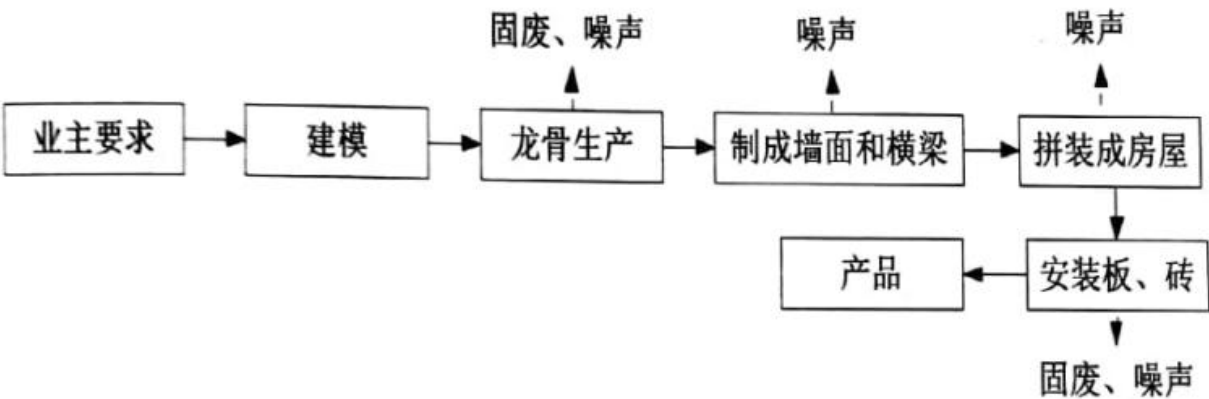 固废、噪声
噪声
噪声
业主要求
建模
龙骨生产
制成墙面和横梁
拼装成房屋
产品
安装板、砖
固废、噪声